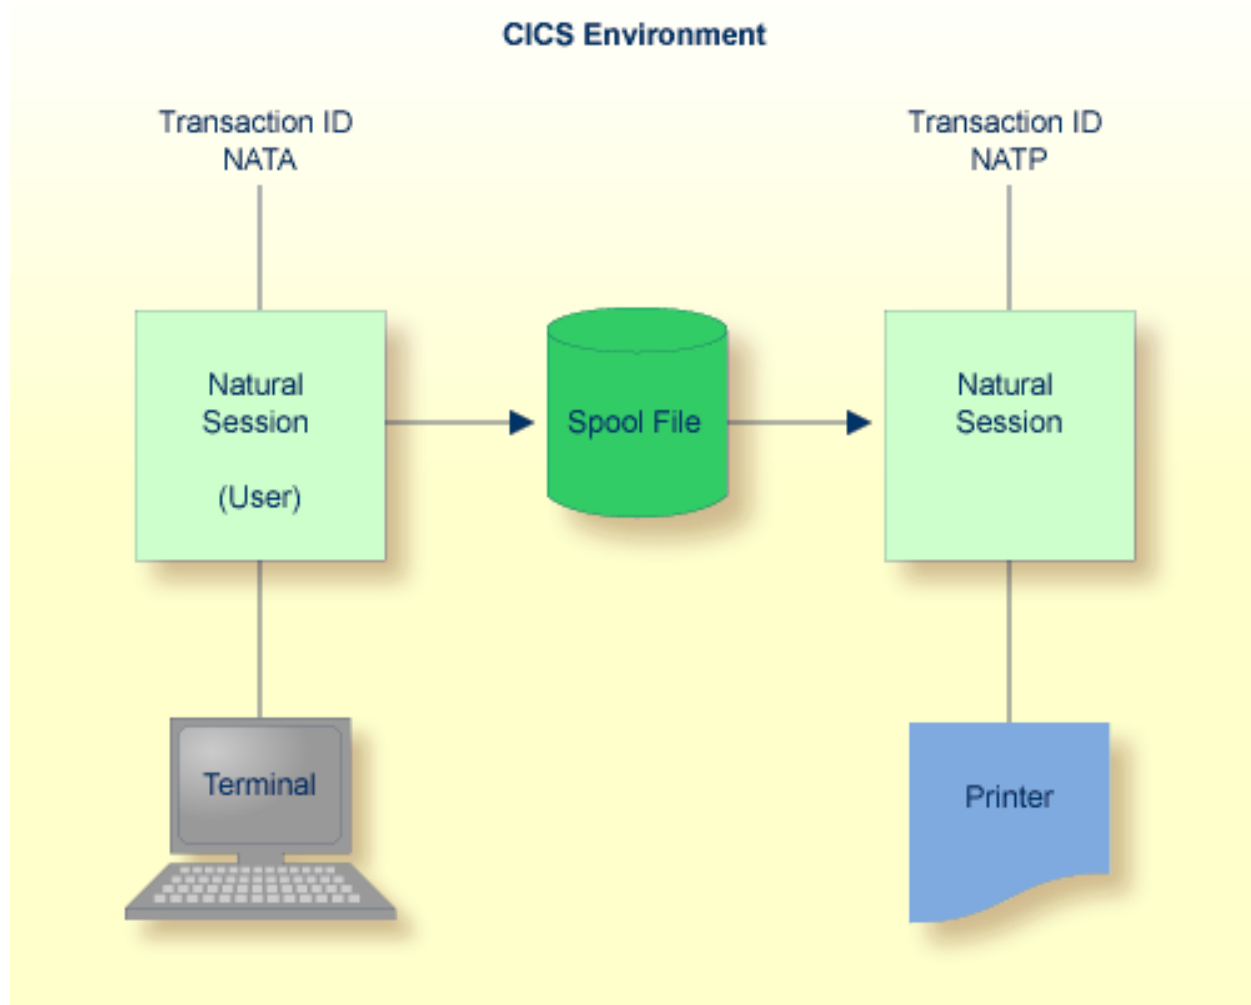 CICS Environment
Transaction ID
NATA
Transaction ID
NATP
Natural
Session
(User)
Spool File
Natural
Session
Terminal
Printer